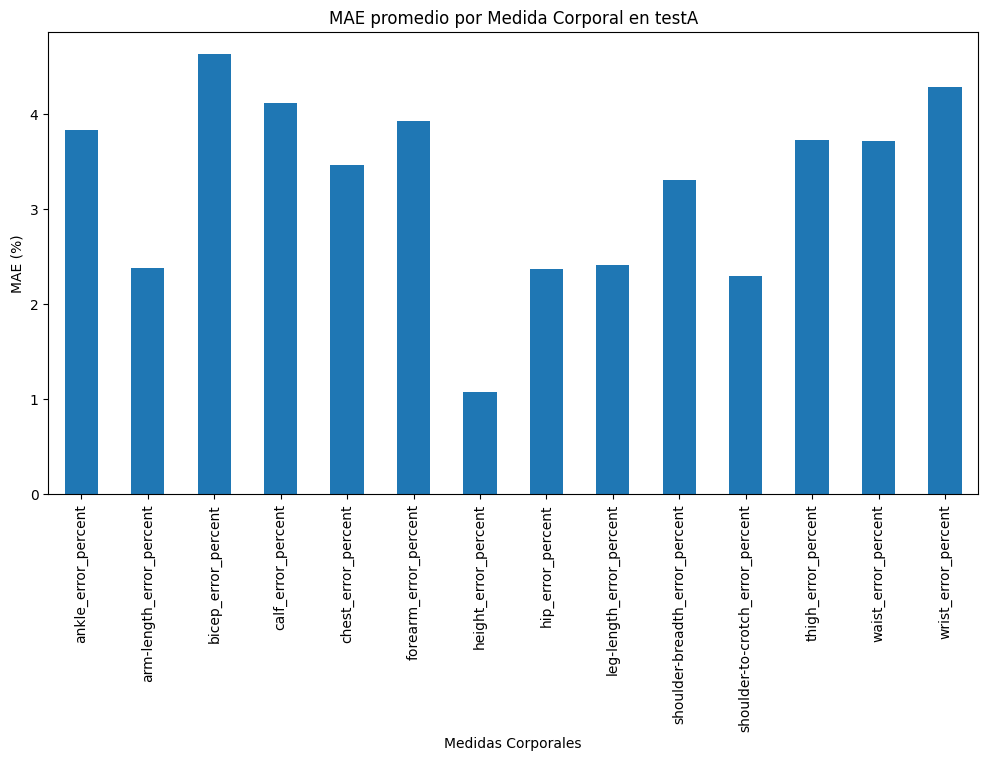 MAE promedio por Medida Corporal en testA
MAE (%)
4
3
2
1
0
ankle_error_percent
arm-length_error_percent
bicep_error_percent
calf_error_percent
chest_error_percent
forearm_error_percent
height_error_percent
hip_error_percent
leg-length_error_percent
shoulder-breadth_error_percent
shoulder-to-crotch_error_percent
thigh_error_percent
waist_error_percent
wrist_error_percent
Medidas Corporales